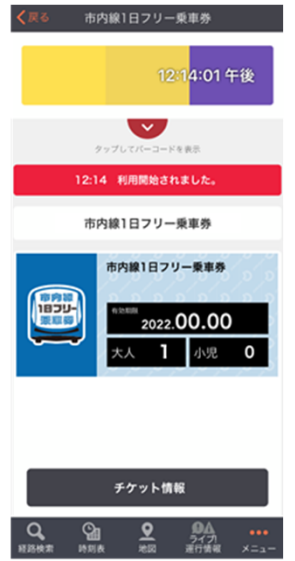 戻る
市内線1日フリー乗車券
12:14:01 午後
タップしてバーコードを表示
12:14 利用開始されました。
市内線1日フリー乗車券
市内線
1日フリー
乗車券
市内線1日フリー乗車券
有効期限
2022.00.00
大人 1 小児 0
チケット情報
経路検索 時刻表 地図 ライブ!運行情報 メニュー